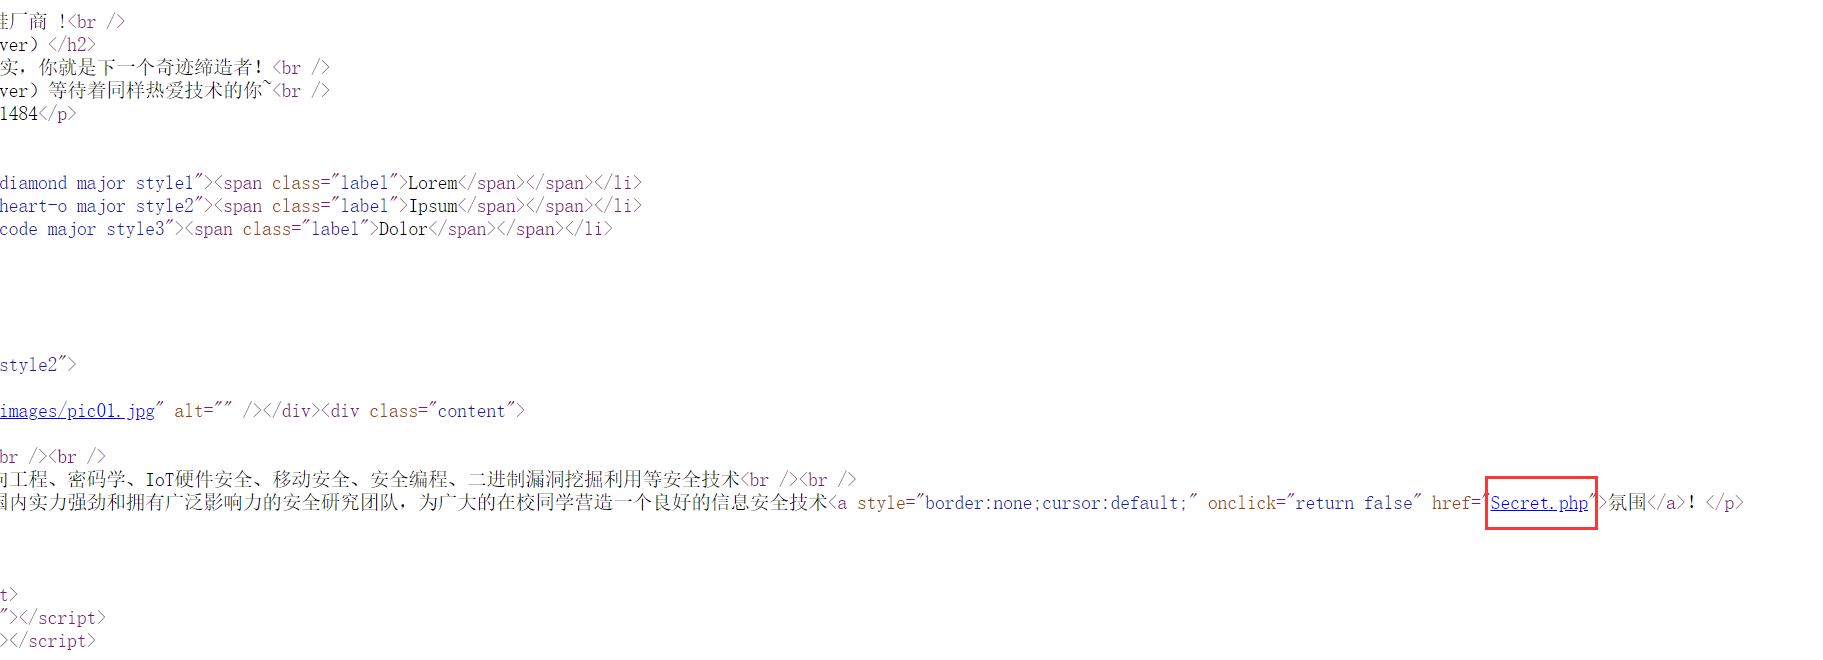 厂商 !<br />
ver）</h2>
实，你就是下一个奇迹缔造者！<br />
ver）等待着同样热爱技术的你~<br />
1484</p>
diamond major style1"><span class="label">Lorem</span></span></li>
heart-o major style2"><span class="label">Ipsum</span></span></li>
code major style3"><span class="label">Dolor</span></span></li>
style2">
images/pic01.jpg" alt="" /></div><div class="content">
br /><br />
向工程、密码学、IoT硬件安全、移动安全、安全编程、二进制漏洞挖掘利用等安全技术<br /><br />
国内实力强劲和拥有广泛影响力的安全研究团队，为广大的在校同学营造一个良好的信息安全技术<a style="border:none;cursor:default;" onclick="return false" href="Secret.php">氛围</a>！</p>
t>
"></script>
></script>